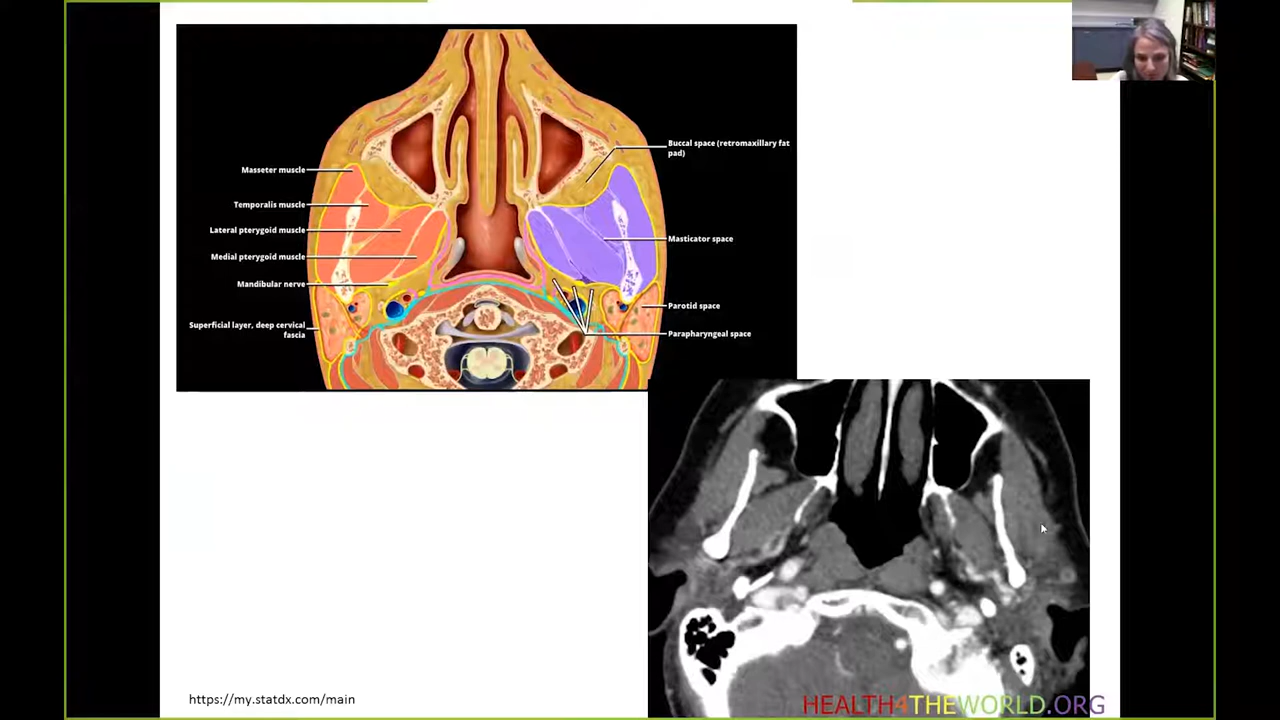 Masseter muscle
Temporalis muscle
Lateral pterygoid muscle
Medial pterygoid muscle
Mandibular nerve
Superficial layer, deep cervical
fascia
Buccal space (retromaxillary fat
pad)
Masticator space
Parotid space
Parapharyngeal space
https://my.statdx.com/main
HEALTH4THEWORLD.ORG